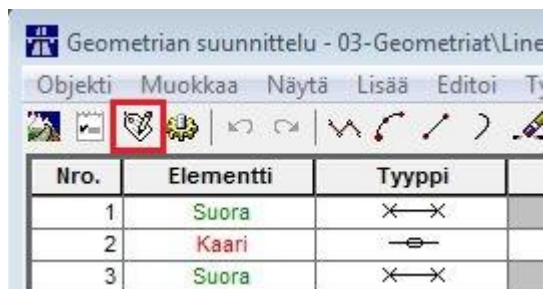 Geometrian suunnittelu - 03-Geometriat\Line
Objekti Muokkaa Näytä Lisää Editoi
Nro. Elementti Tyyppi
1 Suora
2 Kaari
3 Suora